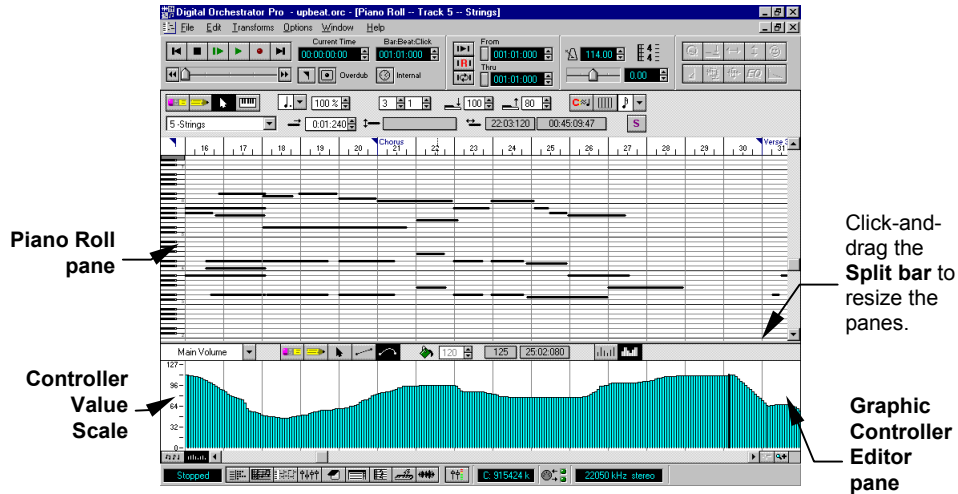 Digital Orchestrator Pro - upbeat.orc - [Piano Roll -- Track 5 -- Strings]
File Edit Transforms Options Window Help
Current Time Bar:Beat:Click From
00:00:00:00 001:01:000 001:01:000 114.00 4 4
Overdub Internal Thru 001:01:000 0.00 EQ
100 % 3 1 100 80 C
5 -Strings 0:01:240 22:03:120 00:45:09:47 S
Chorus Verse 3
16 17 18 19 20 21 22 23 24 25 26 27 28 29 30 31
Piano Roll
pane
Click-and-
drag the
Split bar to
resize the
panes.
Main Volume 120 125 25:02:080
Controller
Value
Scale
127
96
64
32
0
Graphic
Controller
Editor
pane
Stopped C: 915424 k 22050 kHz stereo